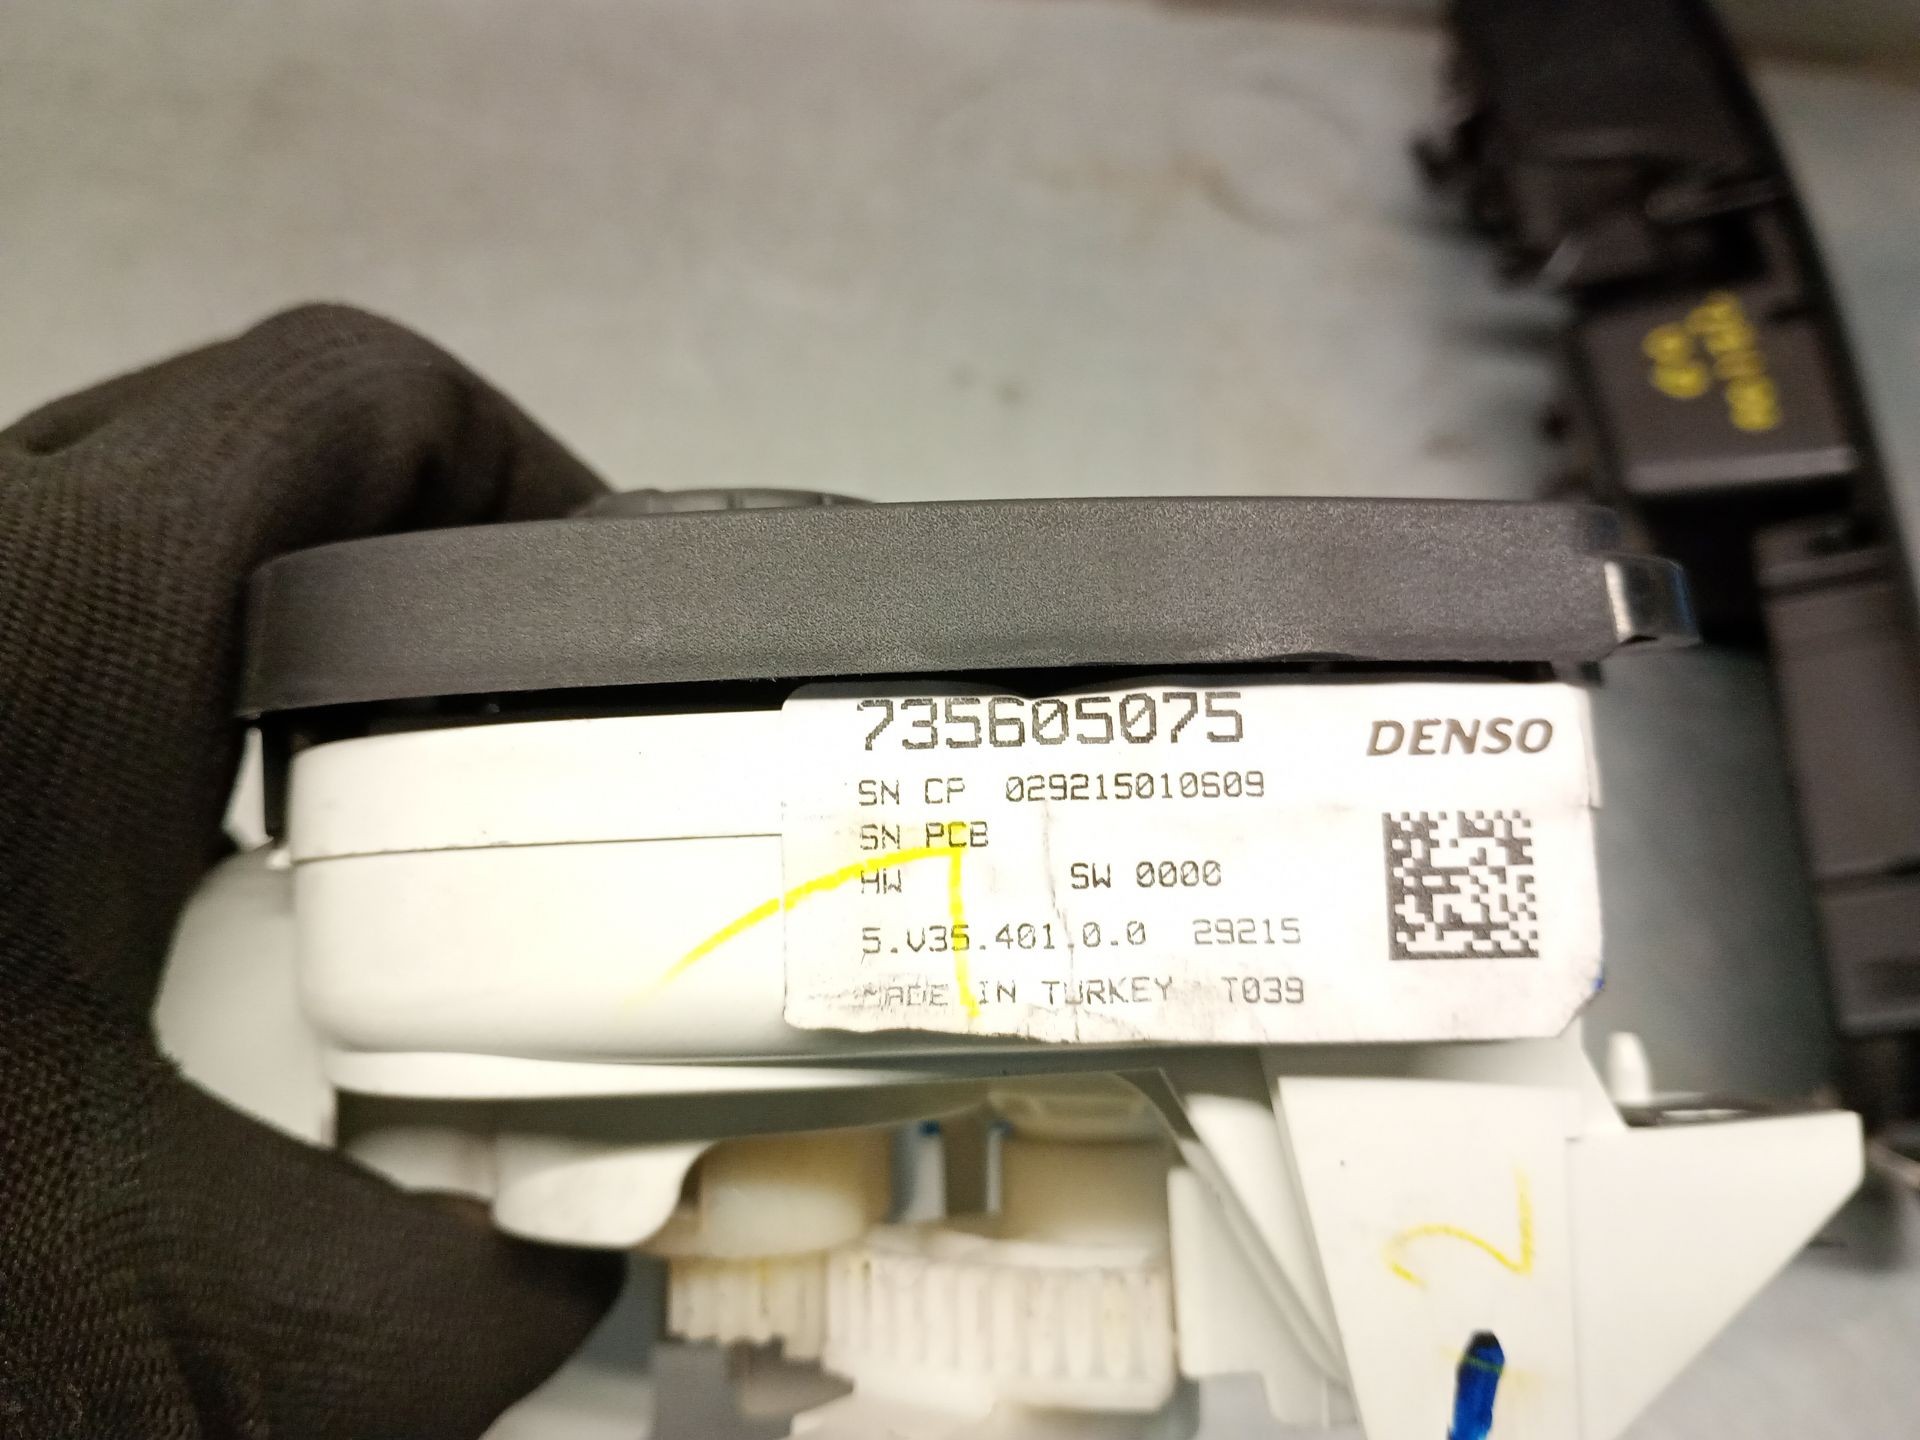 735605075 DENSO
SN CP 029215010609
SN PCB
HW SW 0000
5.V35.401.0.0 29215
MADE IN TURKEY T039
2